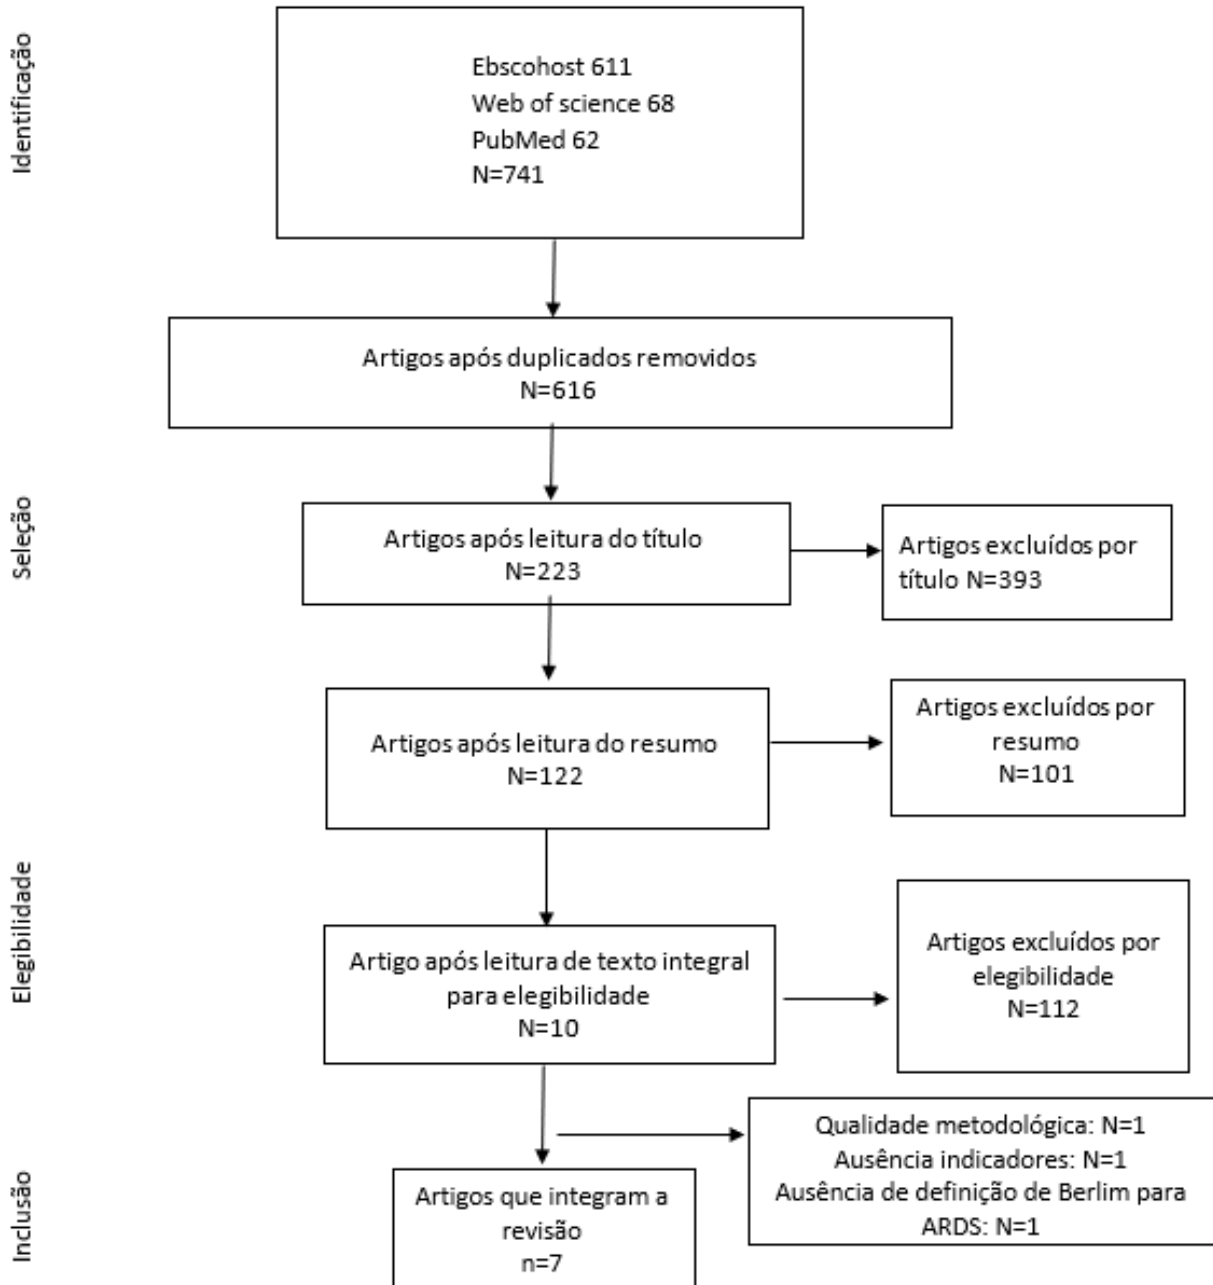 Identificação
Ebscohost 611
Web of science 68
PubMed 62
N=741
Artigos após duplicados removidos
N=616
Seleção
Artigos após leitura do título
N=223
Artigos excluídos por
título N=393
Artigos após leitura do resumo
N=122
Artigos excluídos por
resumo
N=101
Elegibilidade
Artigo após leitura de texto integral
para elegibilidade
N=10
Artigos excluídos por
elegibilidade
N=112
Inclusão
Qualidade metodológica: N=1
Ausência indicadores: N=1
Ausência de definição de Berlim para
ARDS: N=1
Artigos que integram a
revisão
n=7